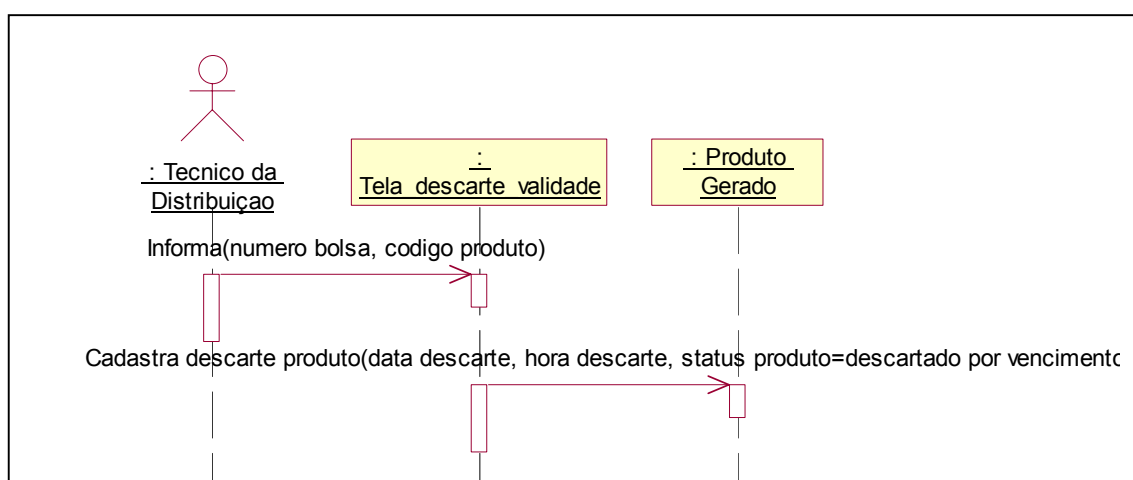 : Tecnico da
Distribuiçao
:
Tela descarte validade
: Produto
Gerado
Informa(numero bolsa, codigo produto)
Cadastra descarte produto(data descarte, hora descarte, status produto=descartado por vencimento